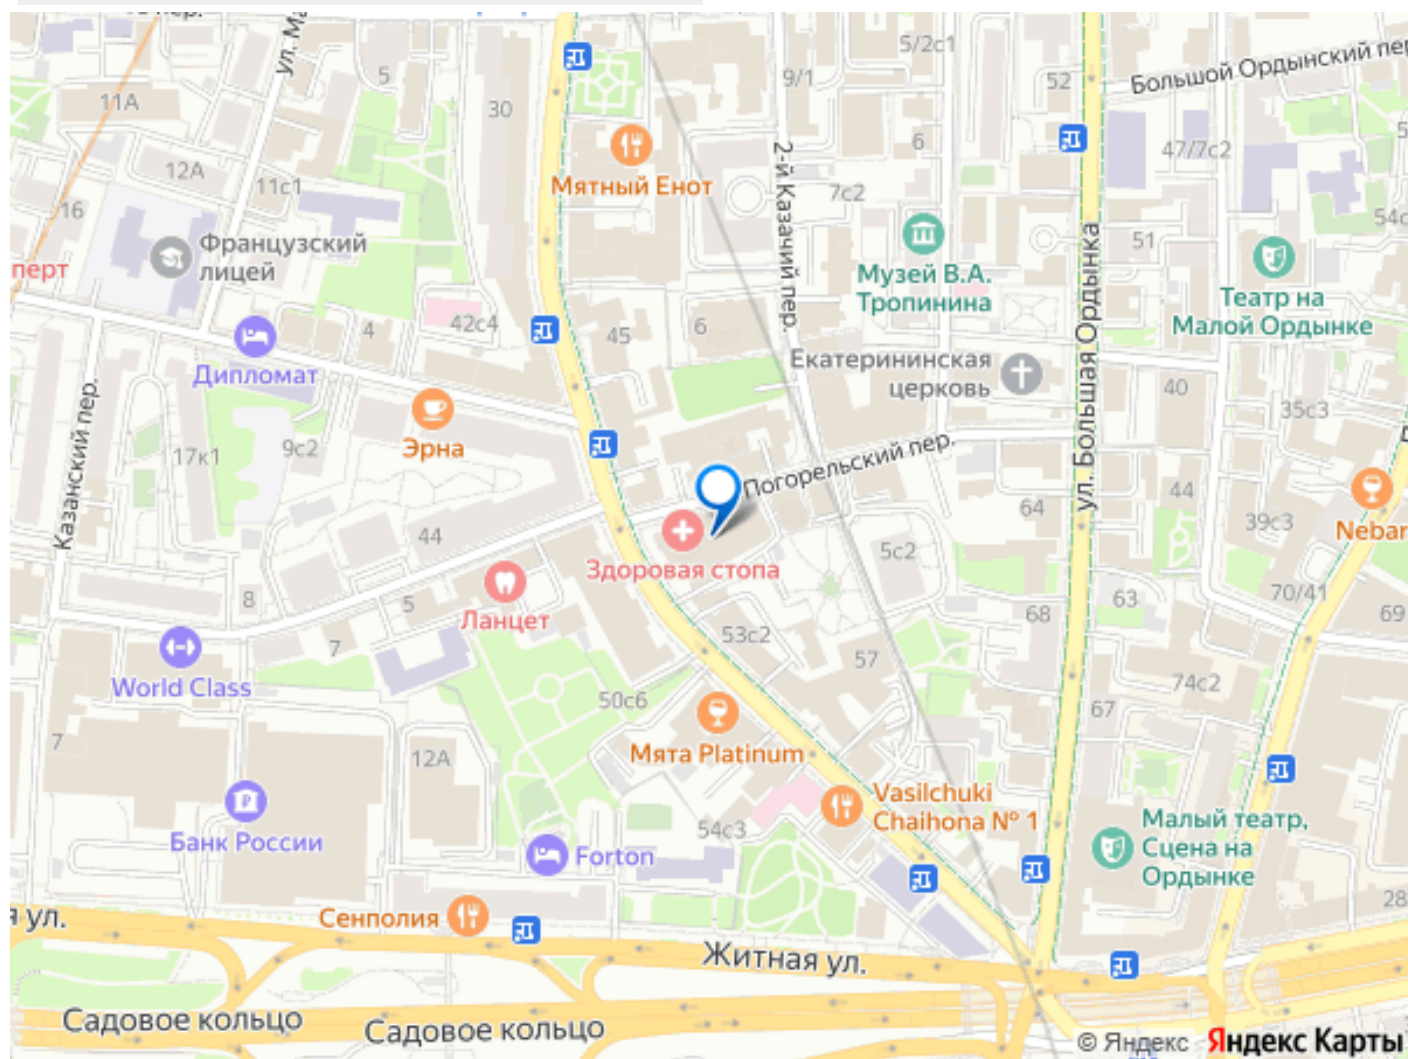 5/2с1
Большой Ордынский пер
5
9/1
52
11А
30
2-й Казачий пер.
6
47/7с2
12А
11с1
Мятный Енот
7с2
16
54с
Французский
лицей
51
перт
Музей В.А.
Тропинина
Театр на
Малой Ордынке
ул. Большая Ордынка
42с4
4
45
6
Дипломат
Екатерининская
церковь
40
35с3
Казанский пер.
Эрна
17к1
9с2
Погорельский пер.
44
64
39с3
Nebar
44
5с2
Здоровая стопа
70/41
8
5
Ланцет
63
68
69
7
53с2
57
World Class
74с2
50с6
67
7
Мята Platinum
12А
Vasilchuki
Chaihona № 1
Банк России
54с3
Малый театр,
Сцена на
Ордынке
Forton
28
Сенполия
я ул.
Житная ул.
Садовое кольцо
Садовое кольцо
© Яндекс Яндекс Карты